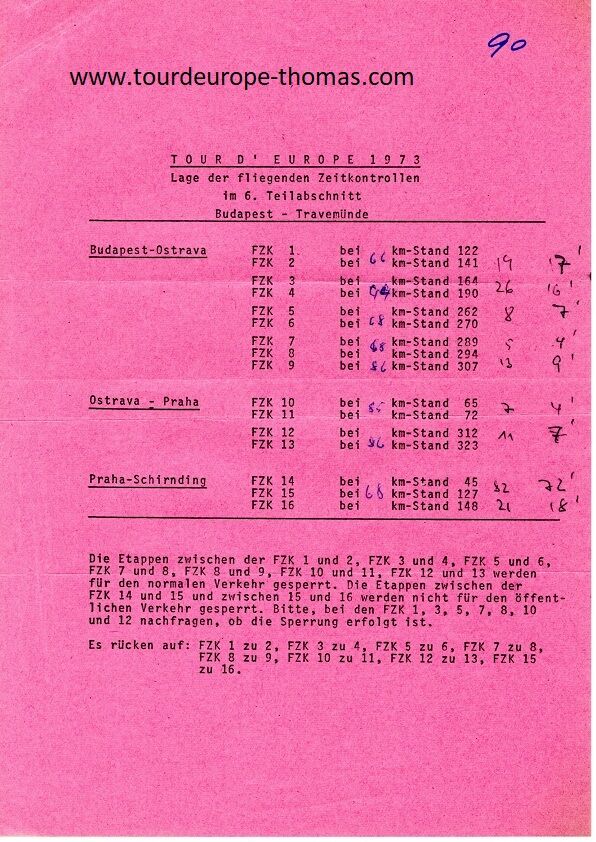 90
www.tourdeurope-thomas.com
TOUR D' EUROPE 1973
Lage der fliegenden Zeitkontrollen
im 6. Teilabschnitt
Budapest - Travemünde
Budapest-Ostrava FZK 1 bei km-Stand 122
FZK 2 bei 66 km-Stand 141 19 17'
FZK 3 bei km-Stand 164
FZK 4 bei km-Stand 190 26 16'
FZK 5 bei km-Stand 262
FZK 6 bei 68 km-Stand 270 8 7'
FZK 7 bei km-Stand 289
FZK 8 bei 68 km-Stand 294 5 4'
FZK 9 bei 86 km-Stand 307 13 9'
Ostrava - Praha FZK 10 bei km-Stand 65
FZK 11 bei km-Stand 72 7 4'
FZK 12 bei km-Stand 312
FZK 13 bei 86 km-Stand 323 11 7'
Praha-Schirnding FZK 14 bei km-Stand 45
FZK 15 bei 68 km-Stand 127 82 72'
FZK 16 bei km-Stand 148 21 18'
Die Etappen zwischen der FZK 1 und 2, FZK 3 und 4, FZK 5 und 6,
FZK 7 und 8, FZK 8 und 9, FZK 10 und 11, FZK 12 und 13 werden
für den normalen Verkehr gesperrt. Die Etappen zwischen der
FZK 14 und 15 und zwischen 15 und 16 werden nicht für den öffent-
lichen Verkehr gesperrt. Bitte, bei den FZK 1, 3, 5, 7, 8, 10
und 12 nachfragen, ob die Sperrung erfolgt ist.
Es rücken auf: FZK 1 zu 2, FZK 3 zu 4, FZK 5 zu 6, FZK 7 zu 8,
FZK 8 zu 9, FZK 10 zu 11, FZK 12 zu 13, FZK 15
zu 16.